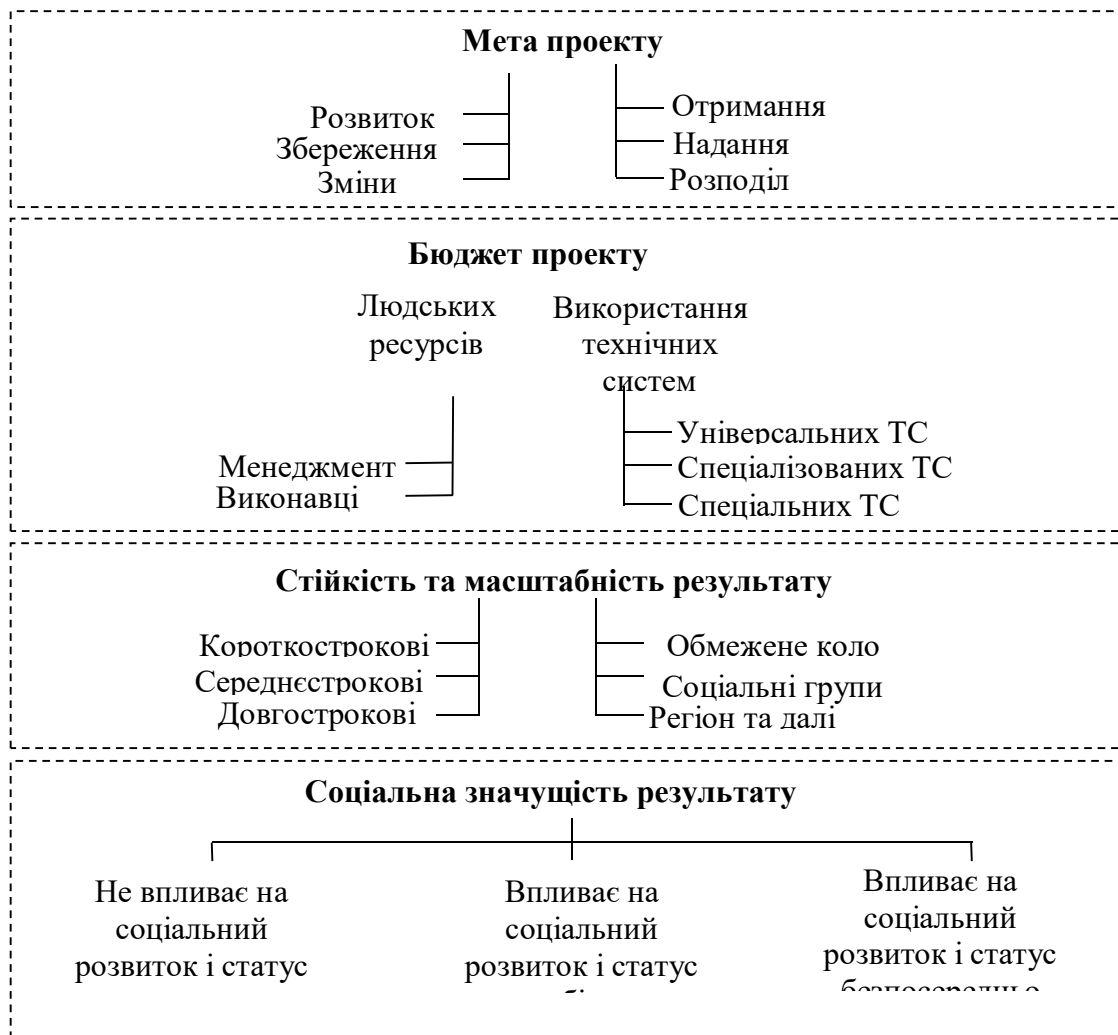 Мета проекту
Розвиток
Збереження
Зміни
Отримання
Надання
Розподіл
Бюджет проекту
Людських
ресурсів
Використання
технічних
систем
Менеджмент
Виконавці
Універсальних ТС
Спеціалізованих ТС
Спеціальних ТС
Стійкість та масштабність результату
Короткострокові
Середнєстрокові
Довгострокові
Обмежене коло
Соціальні групи
Регіон та далі
Соціальна значущість результату
Не впливає на
соціальний
розвиток і статус
Впливає на
соціальний
розвиток і статус
Впливає на
соціальний
розвиток і статус
безпосередньо